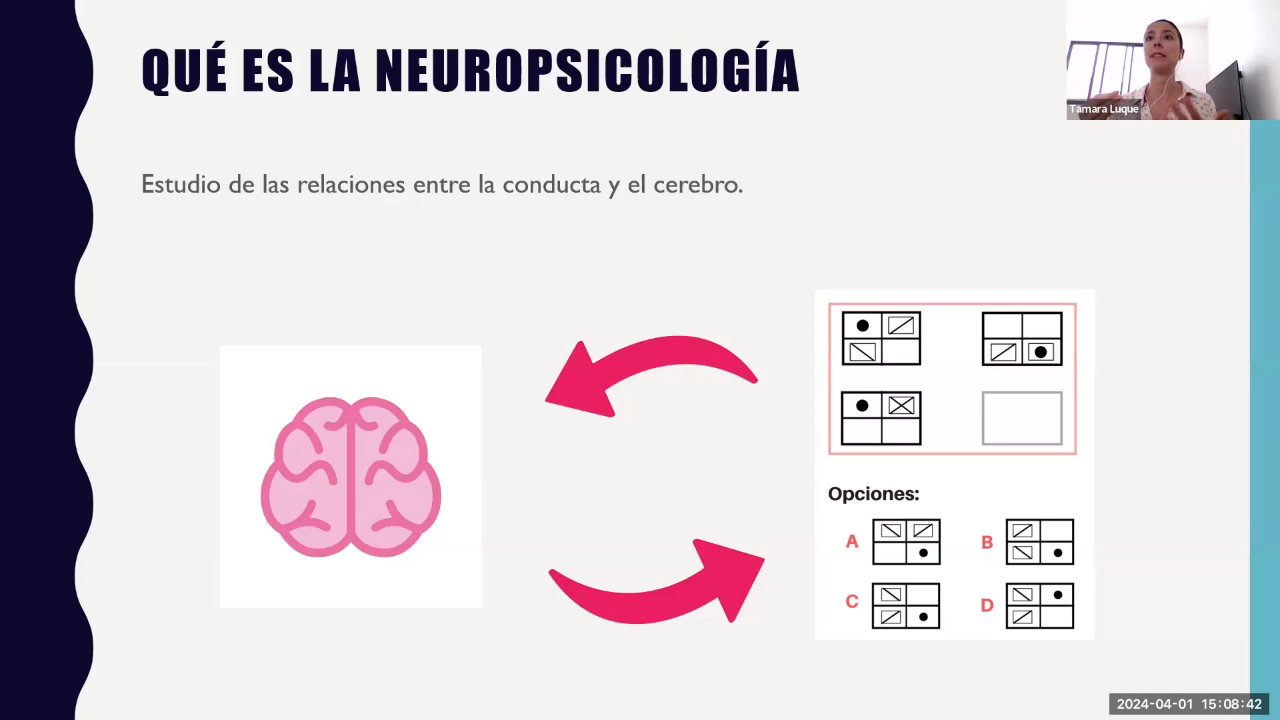 QUÉ ES LA NEUROPSICOLOGÍA
Tamara Luque
Estudio de las relaciones entre la conducta y el cerebro.
Opciones:
A
B
C
D
2024-04-01 15:08:42